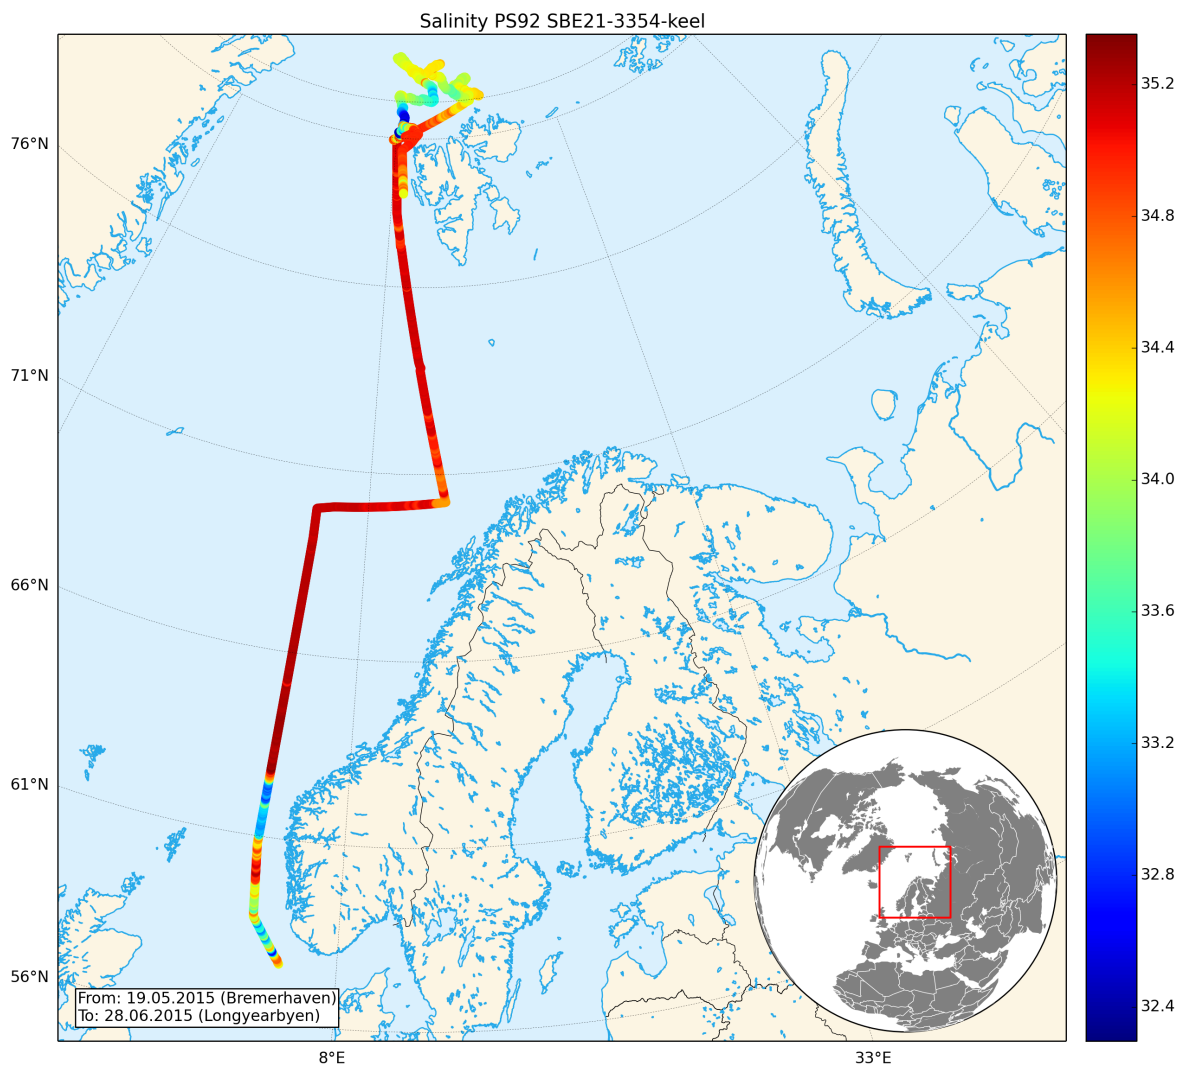 Salinity PS92 SBE21-3354-keel
76°N
71°N
66°N
61°N
56°N
8°E
33°E
35.2
34.8
34.4
34.0
33.6
33.2
32.8
32.4
From: 19.05.2015 (Bremerhaven)
To: 28.06.2015 (Longyearbyen)